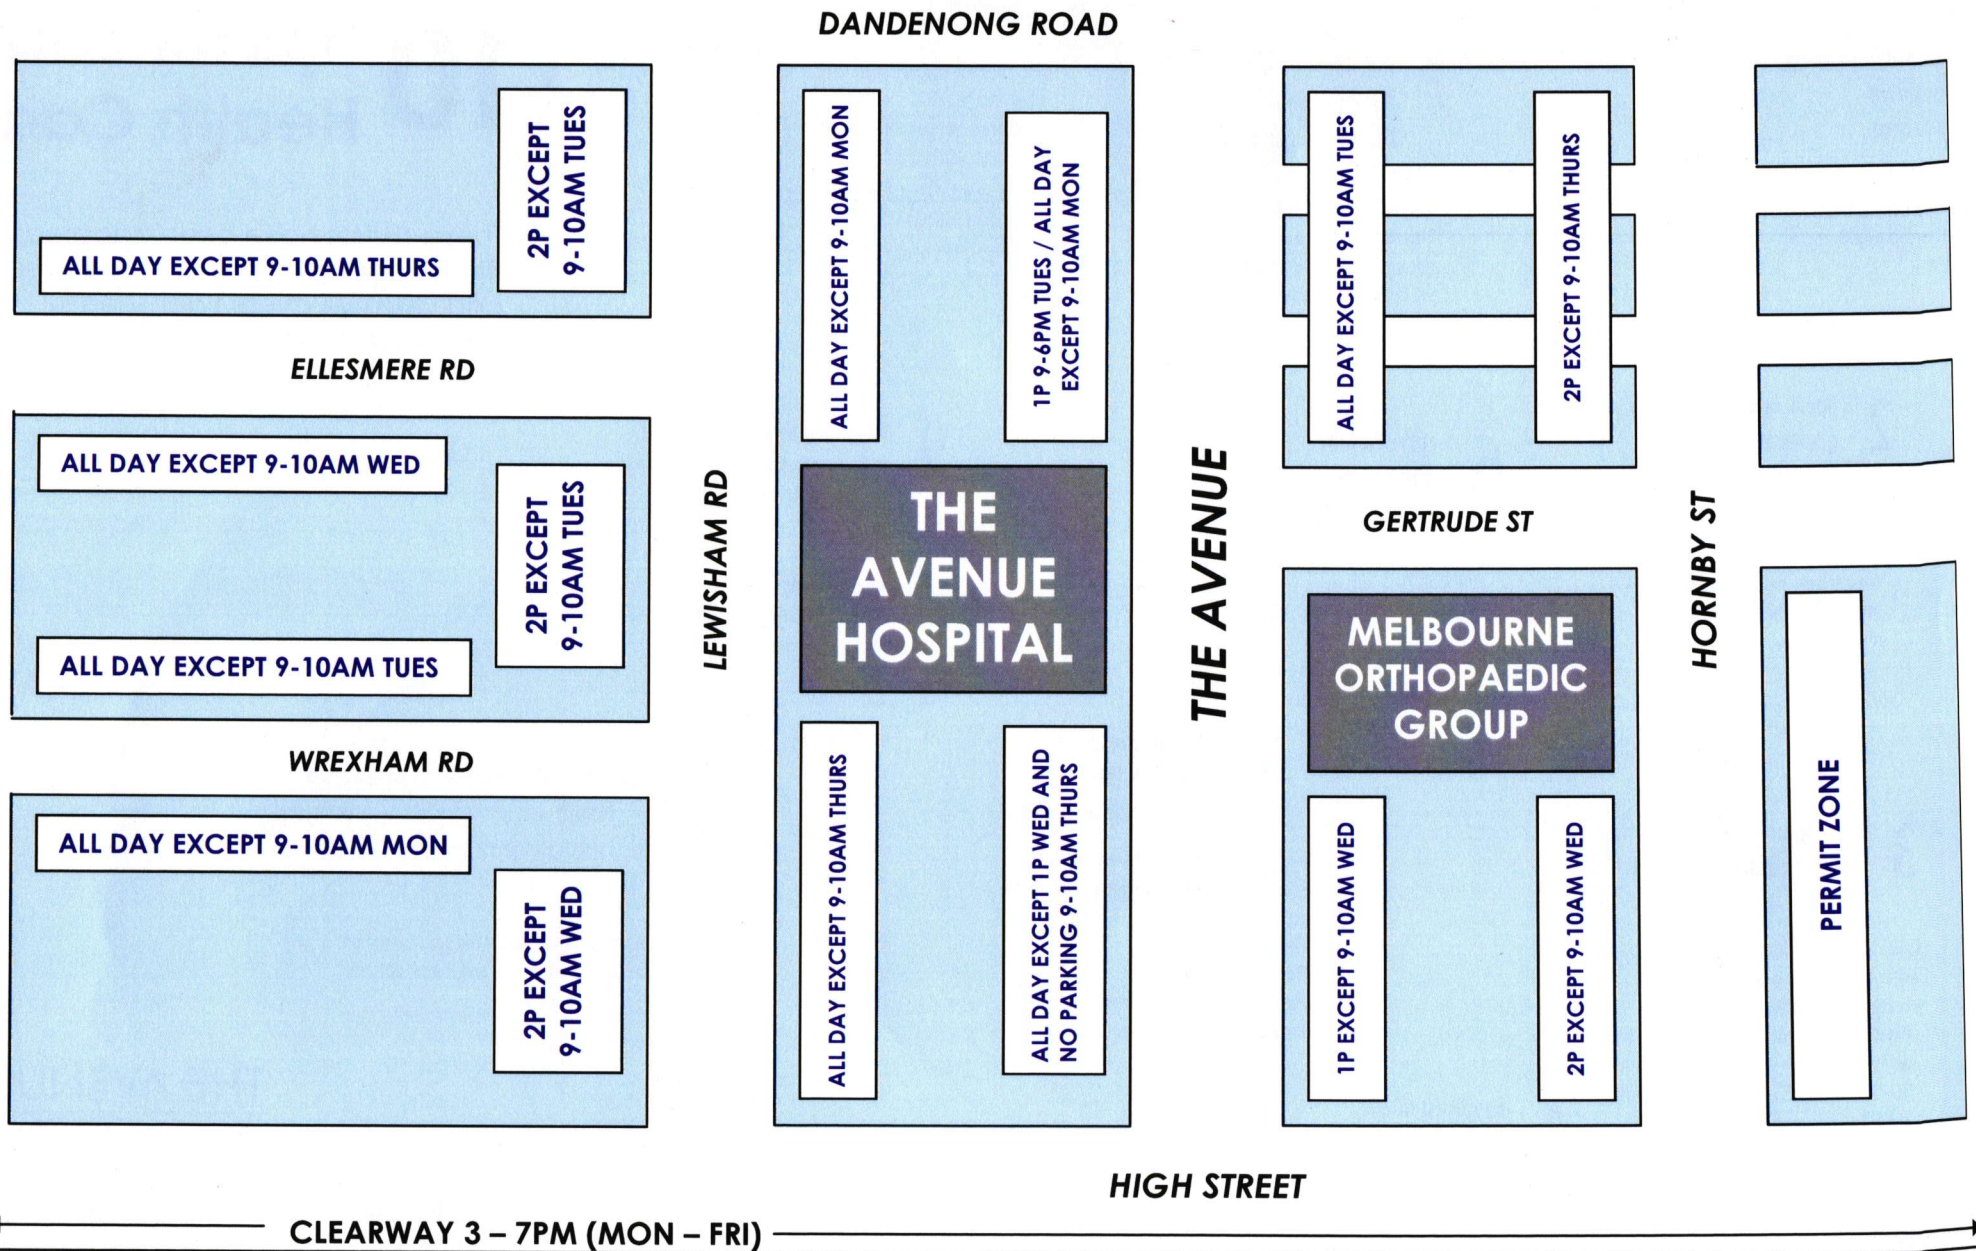 DANDENONG ROAD
2P EXCEPT
9-10AM TUES
ALL DAY EXCEPT 9-10AM THURS
ELLESMERE RD
ALL DAY EXCEPT 9-10AM WED
2P EXCEPT
9-10AM TUES
ALL DAY EXCEPT 9-10AM TUES
WREXHAM RD
ALL DAY EXCEPT 9-10AM MON
2P EXCEPT
9-10AM WED
LEWISHAM RD
ALL DAY EXCEPT 9-10AM MON
1P 9-6PM TUES / ALL DAY
EXCEPT 9-10AM MON
THE
AVENUE
HOSPITAL
ALL DAY EXCEPT 9-10AM THURS
ALL DAY EXCEPT 1P WED AND
NO PARKING 9-10AM THURS
THE AVENUE
ALL DAY EXCEPT 9-10AM TUES
2P EXCEPT 9-10AM THURS
GERTRUDE ST
MELBOURNE
ORTHOPAEDIC
GROUP
1P EXCEPT 9-10AM WED
2P EXCEPT 9-10AM WED
HORNBY ST
PERMIT ZONE
HIGH STREET
CLEARWAY 3 – 7PM (MON – FRI)